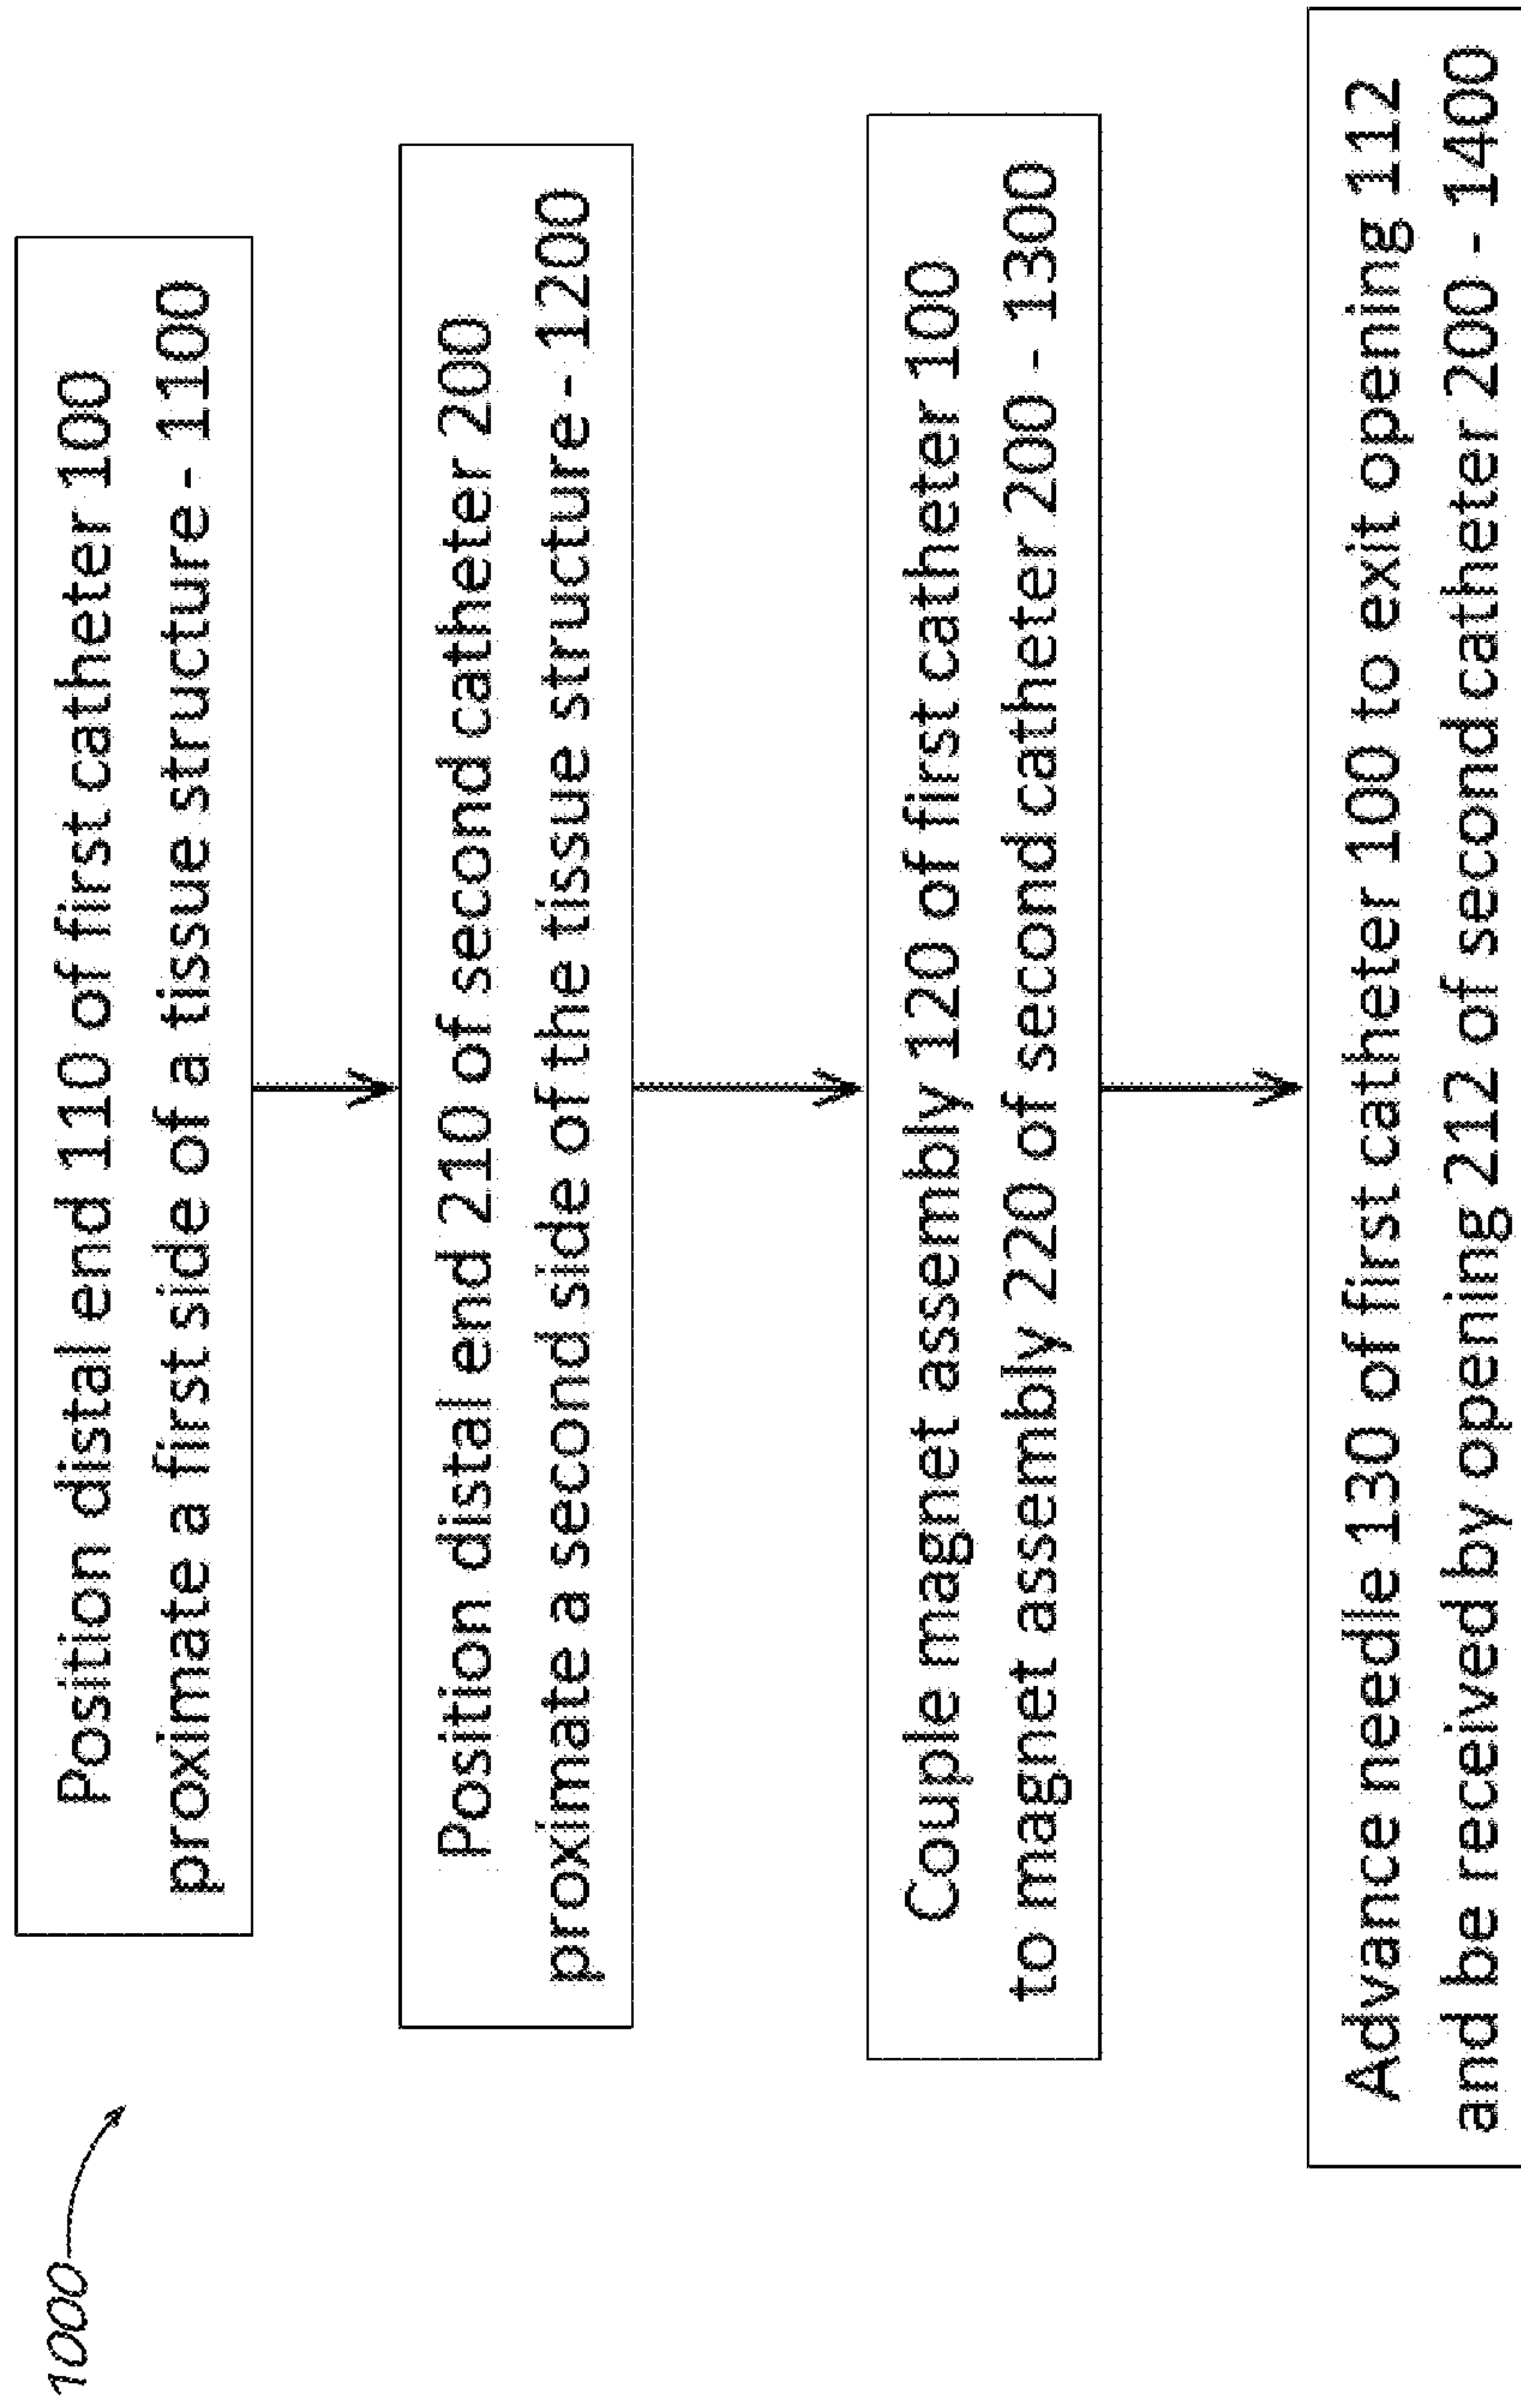 1000
Position distal end 110 of first catheter 100
proximate a first side of a tissue structure - 1100
Position distal end 210 of second catheter 200
proximate a second side of the tissue structure - 1200
Couple magnet assembly 120 of first catheter 100
to magnet assembly 220 of second catheter 200 - 1300
Advance needle 130 of first catheter 100 to exit opening 112
and be received by opening 212 of second catheter 200 - 1400